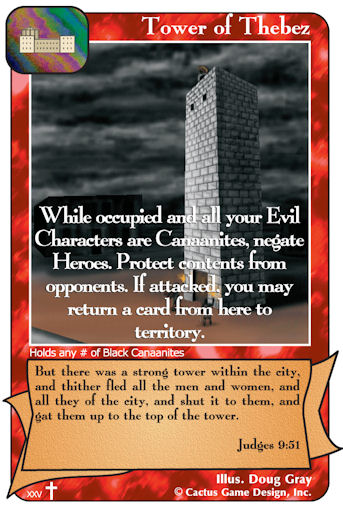 Tower of Thebez
While occupied and all your Evil
Characters are Canaanites, negate
Heroes. Protect contents from
opponents. If attacked, you may
return a card from here to
territory.
Holds any # of Black Canaanites
But there was a strong tower within the city,
and thither fled all the men and women, and
all they of the city, and shut it to them, and
gat them up to the top of the tower.
Judges 9:51
Illus. Doug Gray
XXV © Cactus Game Design, Inc.